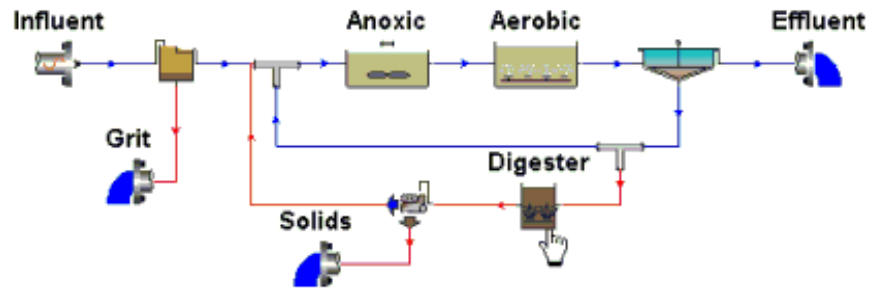 Influent
Anoxic
Aerobic
Effluent
Grit
Digester
Solids